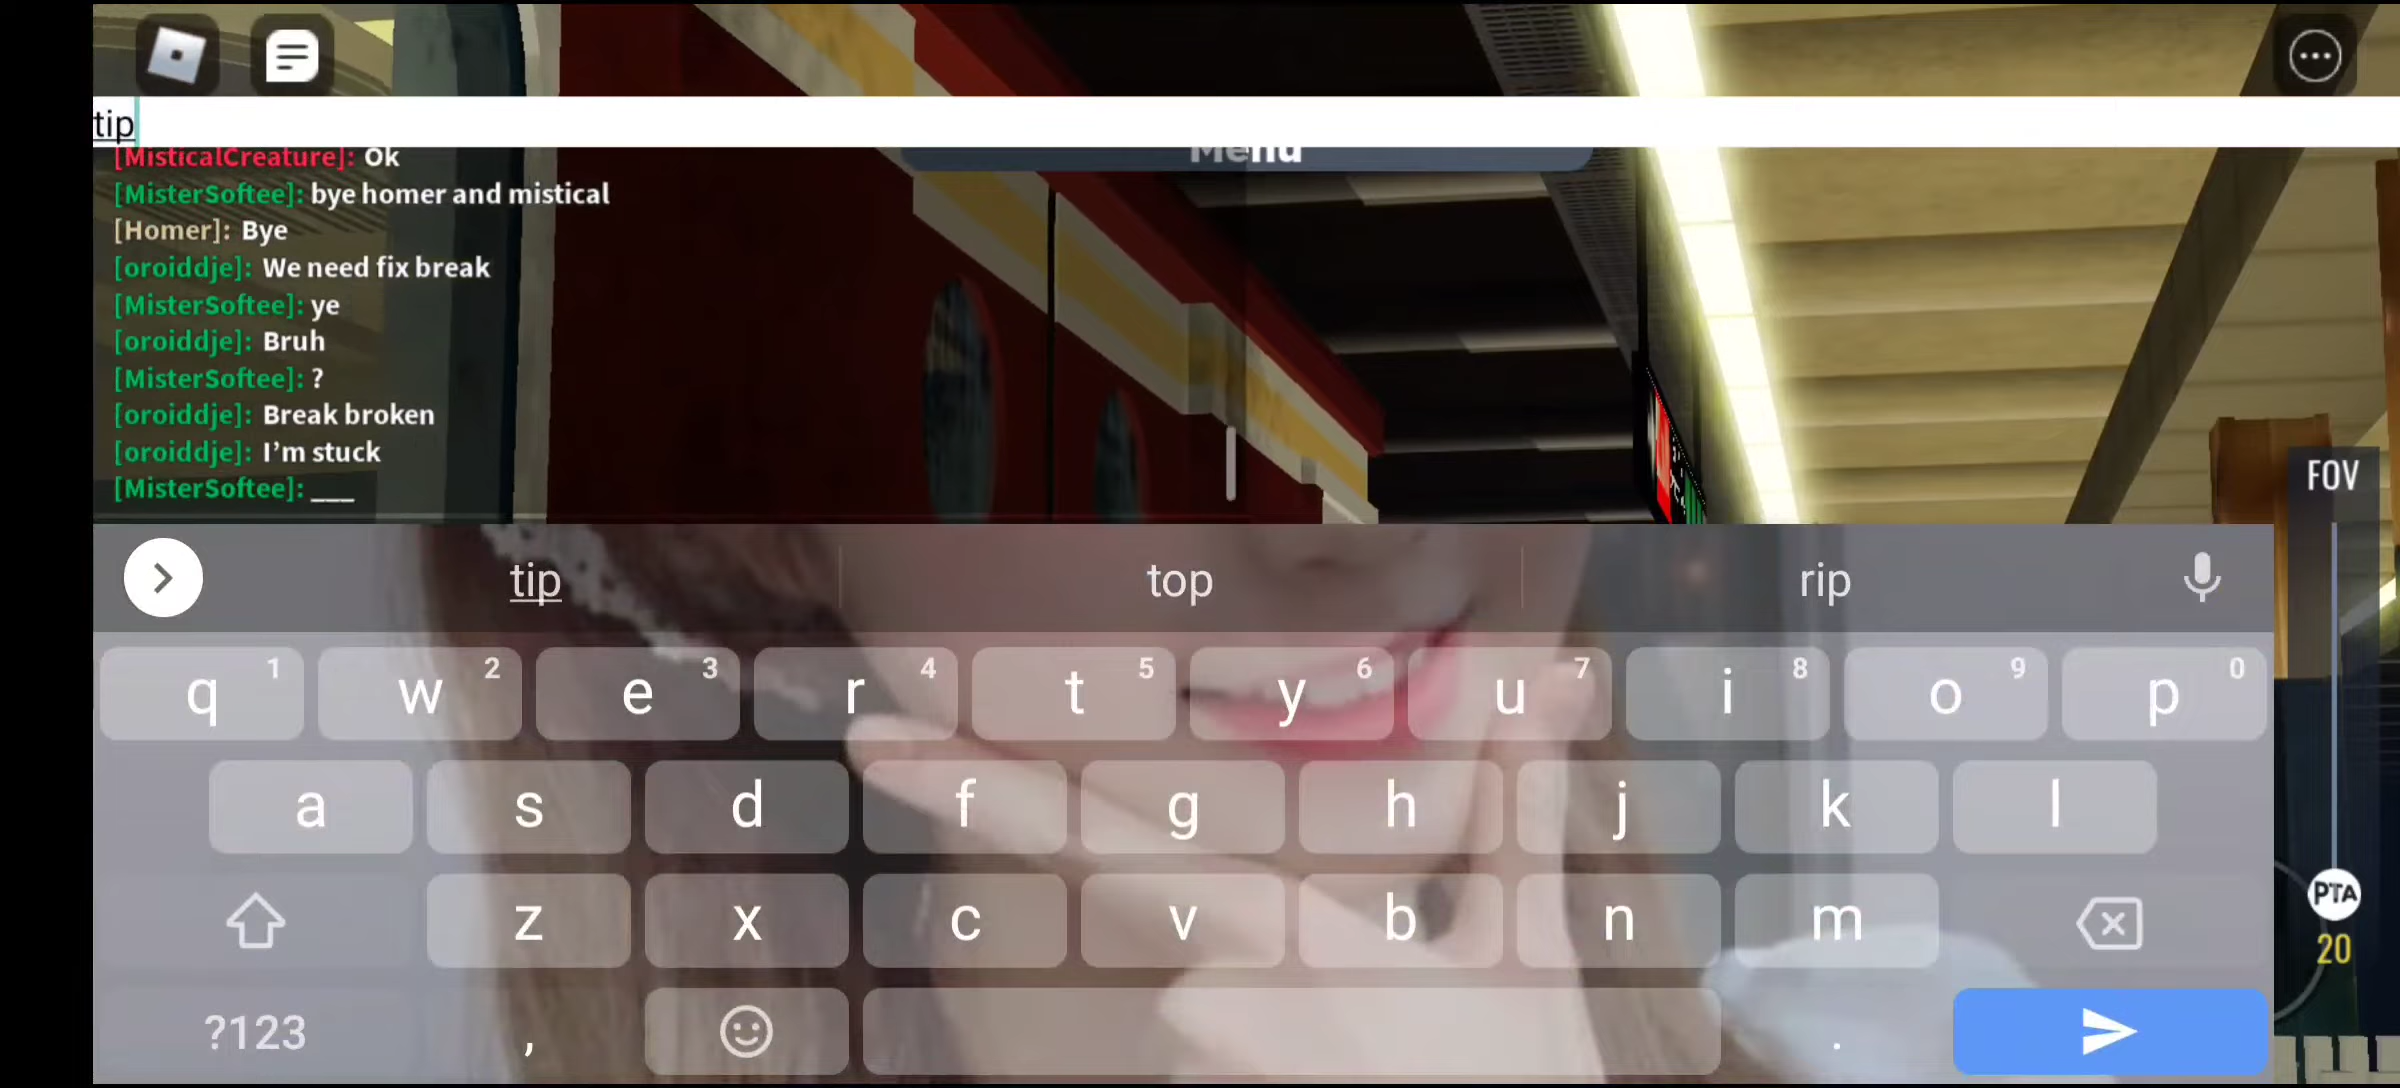 tip
Menu
[MisticalCreature]: Ok
[MisterSoftee]: bye homer and mistical
[Homer]: Bye
[oroiddje]: We need fix break
[MisterSoftee]: ye
[oroiddje]: Bruh
[MisterSoftee]: ?
[oroiddje]: Break broken
[oroiddje]: I’m stuck
[MisterSoftee]: ___
FOV
tip top rip
q 1 w 2 e 3 r 4 t 5 y 6 u 7 i 8 o 9 p 0
a s d f g h j k l
z x c v b n m
PTA
20
?123 , .